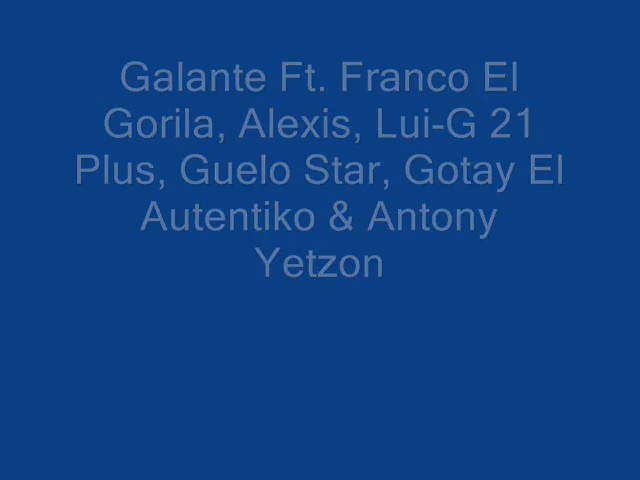 Galante Ft. Franco El
Gorila, Alexis, Lui-G 21
Plus, Guelo Star, Gotay El
Autentiko & Antony
Yetzon